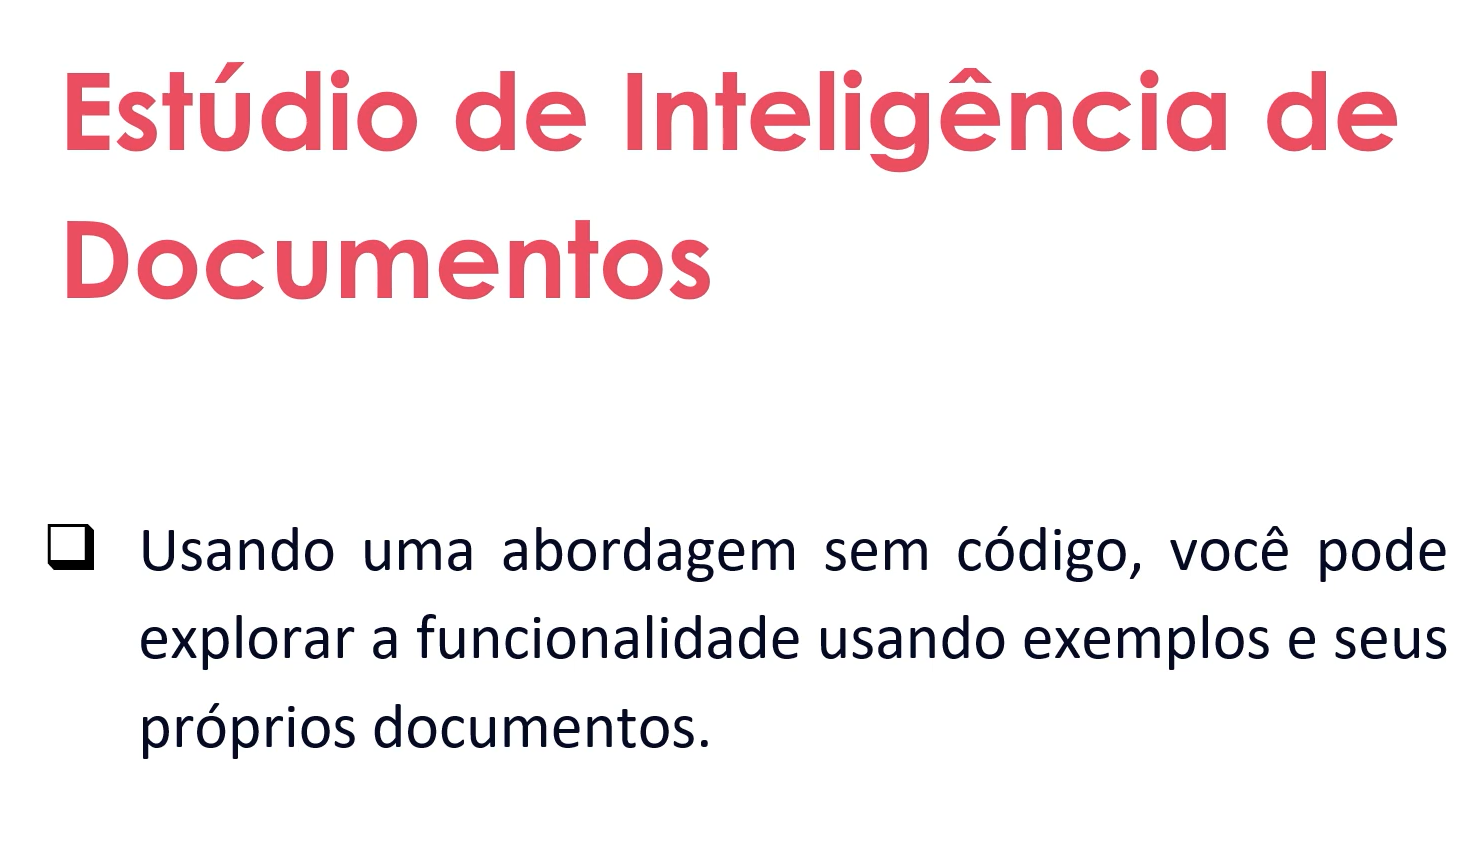 Estúdio de Inteligência de
Documentos
❑ Usando uma abordagem sem código, você pode
explorar a funcionalidade usando exemplos e seus
próprios documentos.